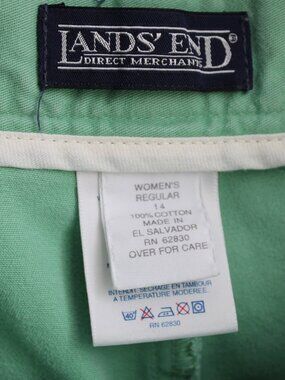 LANDS' END®
DIRECT MERCHANTS
WOMEN'S
REGULAR
14
100% COTTON
MADE IN
EL SALVADOR
RN 62830
OVER FOR CARE
INTERDIT SECHAGE EN TAMBOUR
A TEMPERATURE MODEREE.
40°
RN 62830